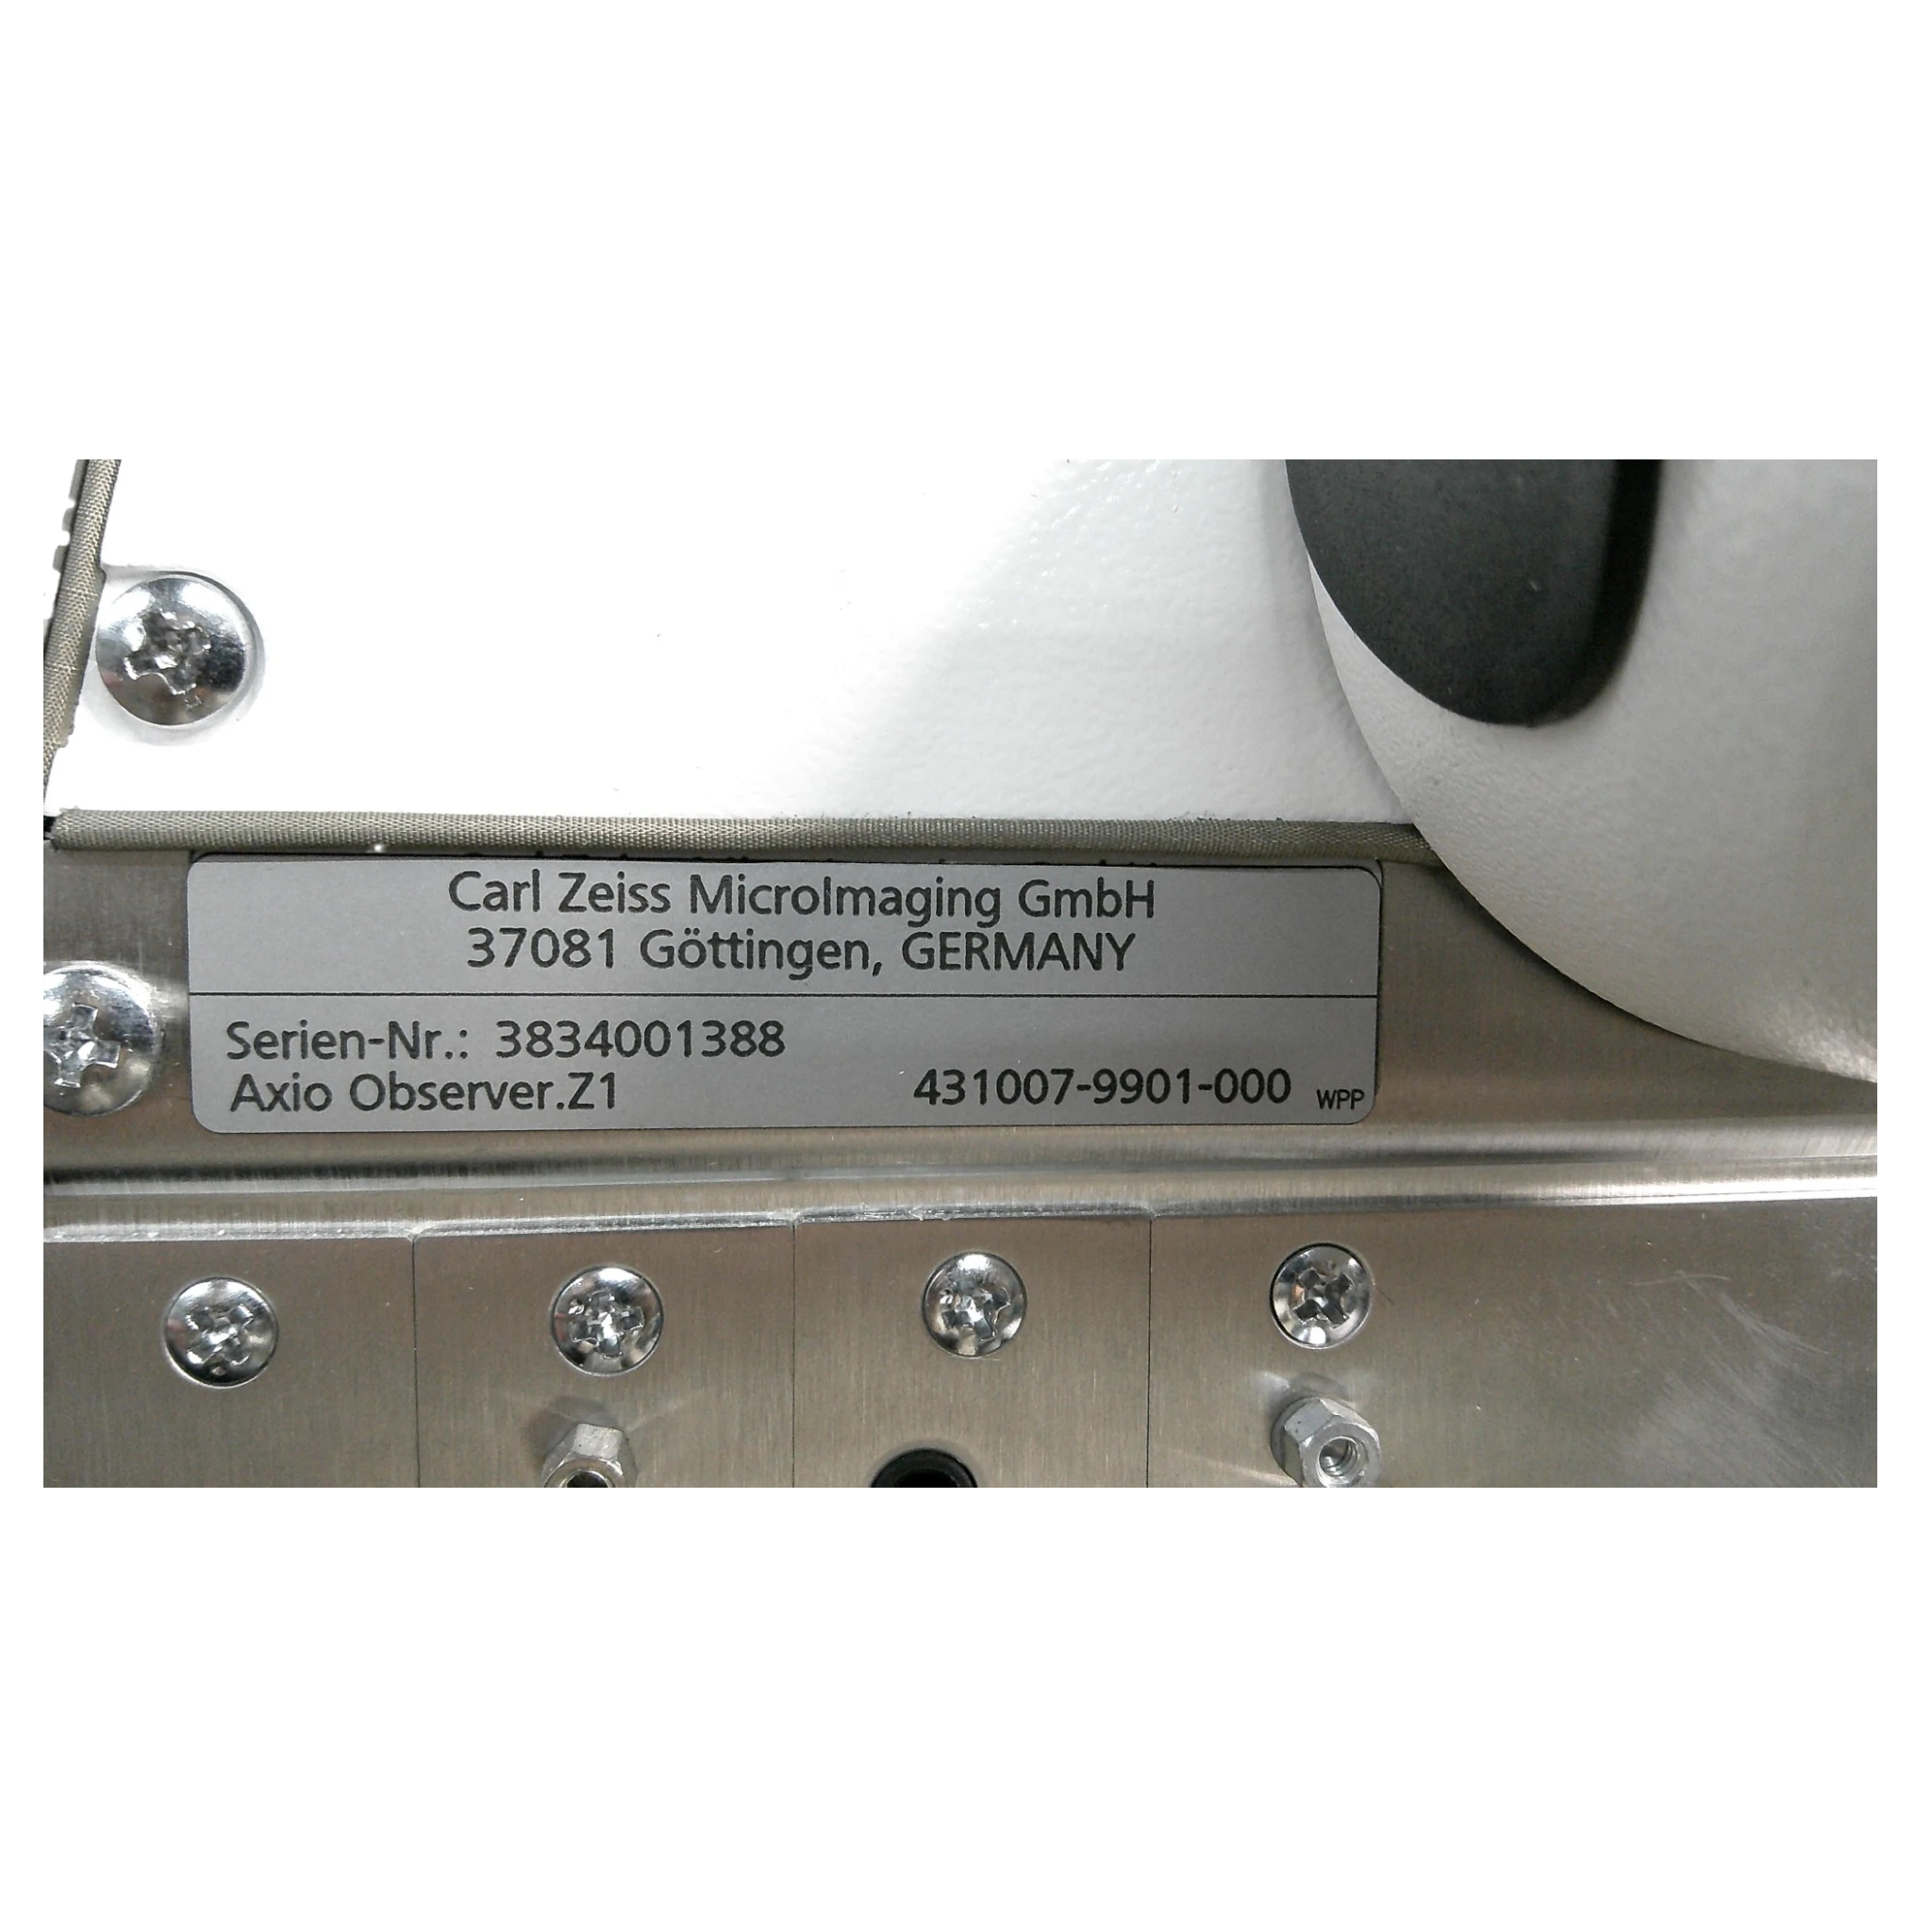 Carl Zeiss MicroImaging GmbH
37081 Göttingen, GERMANY
Serien-Nr.: 3834001388
Axio Observer.Z1 431007-9901-000 WPP